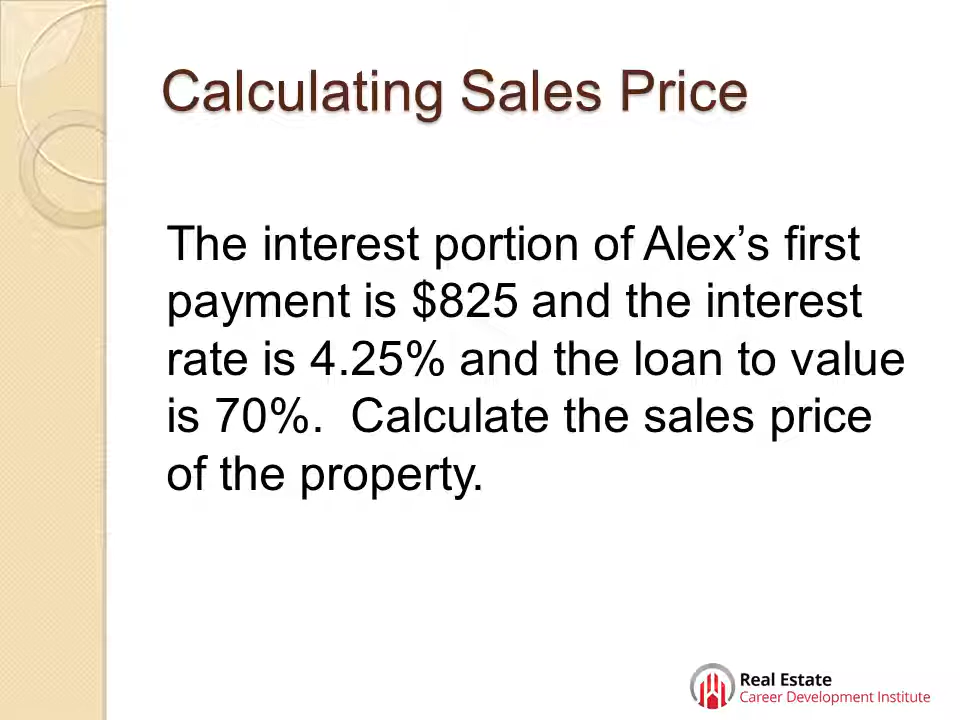 Calculating Sales Price
The interest portion of Alex’s first
payment is $825 and the interest
rate is 4.25% and the loan to value
is 70%.  Calculate the sales price
of the property.
Real Estate
Career Development Institute